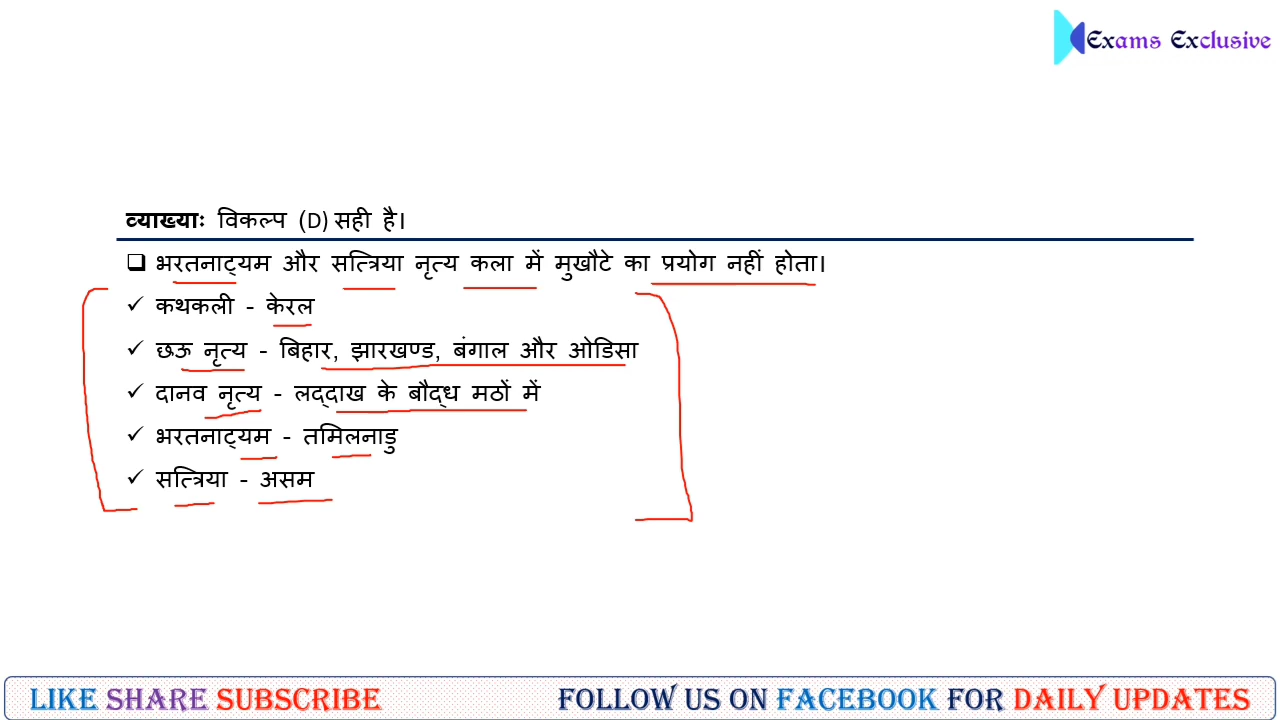 Exams Exclusive
व्याख्याः विकल्प (D) सही है।
भरतनाट्यम और सत्त्रिया नृत्य कला में मुखौटे का प्रयोग नहीं होता।
✓ कथकली - केरल
✓ छऊ नृत्य - बिहार, झारखण्ड, बंगाल और ओडिसा
✓ दानव नृत्य - लद्दाख के बौद्ध मठों में
✓ भरतनाट्यम - तमिलनाडु
✓ सत्त्रिया - असम
LIKE SHARE SUBSCRIBE FOLLOW US ON FACEBOOK FOR DAILY UPDATES